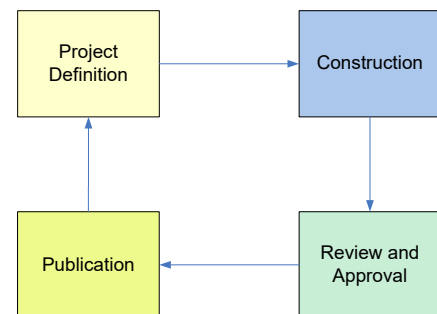 Project
Definition
Construction
Publication
Review and
Approval